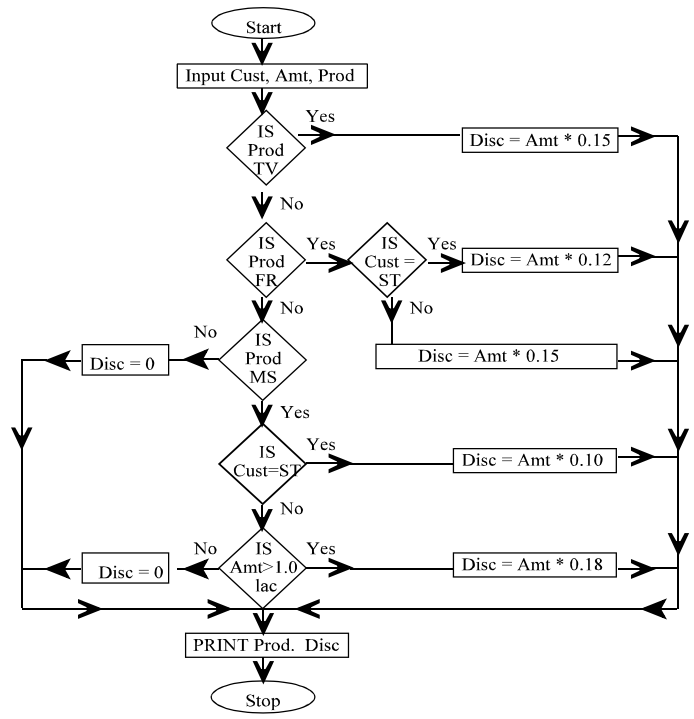 Start
Input Cust, Amt, Prod
IS
Prod
TV
Yes
Disc = Amt * 0.15
No
IS
Prod
FR
Yes
IS
Cust =
ST
Yes
Disc = Amt * 0.12
No
No
Disc = Amt * 0.15
IS
Prod
MS
No
Disc = 0
Yes
IS
Cust=ST
Yes
Disc = Amt * 0.10
No
IS
Amt>1.0
lac
No
Disc = 0
Yes
Disc = Amt * 0.18
PRINT Prod. Disc
Stop